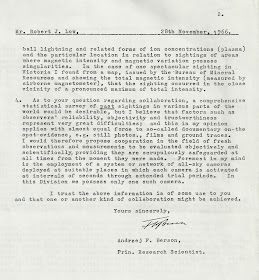 2.
Mr. Robert J. Low, 28th November, 1966.
ball lightning and related forms of ion concentration (plasma)
and the particular location in relation to sightings of areas
where magnetic intensity and magnetic variation possess
singularities. In the case of one spectacular sighting in
Victoria I found from a map, issued by the Bureau of Mineral
Resources and showing the total magnetic intensity (measured by
airborne magnetometer), that the sighting occurred in the close
vicinity of a pronounced maximum of total intensity.
4. As to your question regarding collaboration, a comprehensive
statistical survey of past sightings in various parts of the
world would be desirable, but I believe that factors such as
observers' reliability, objectivity and trustworthiness
represent very great difficulties: and this in my opinion
applies with almost equal force to so-called documentary on-the
spot evidence, e.g. still photos, films and ground traces.
I would therefore propose cooperation in the field of fresh
observations and measurements to be evaluated objectively and
scientifically providing they are scrupulously safeguarded at
all times from the moment they were made. Foremost in my mind
is the employment of a system or network of all-sky cameras
deployed at suitable places in which each camera is activated
at intervals of seconds throughout extended trial periods. In
this Division we possess only one such camera.
I trust the above information is of some use to you
and that one or another kind of collaboration might be achieved.
Yours sincerely,
Andrzej F. Berson,
Prin. Research Scientist.